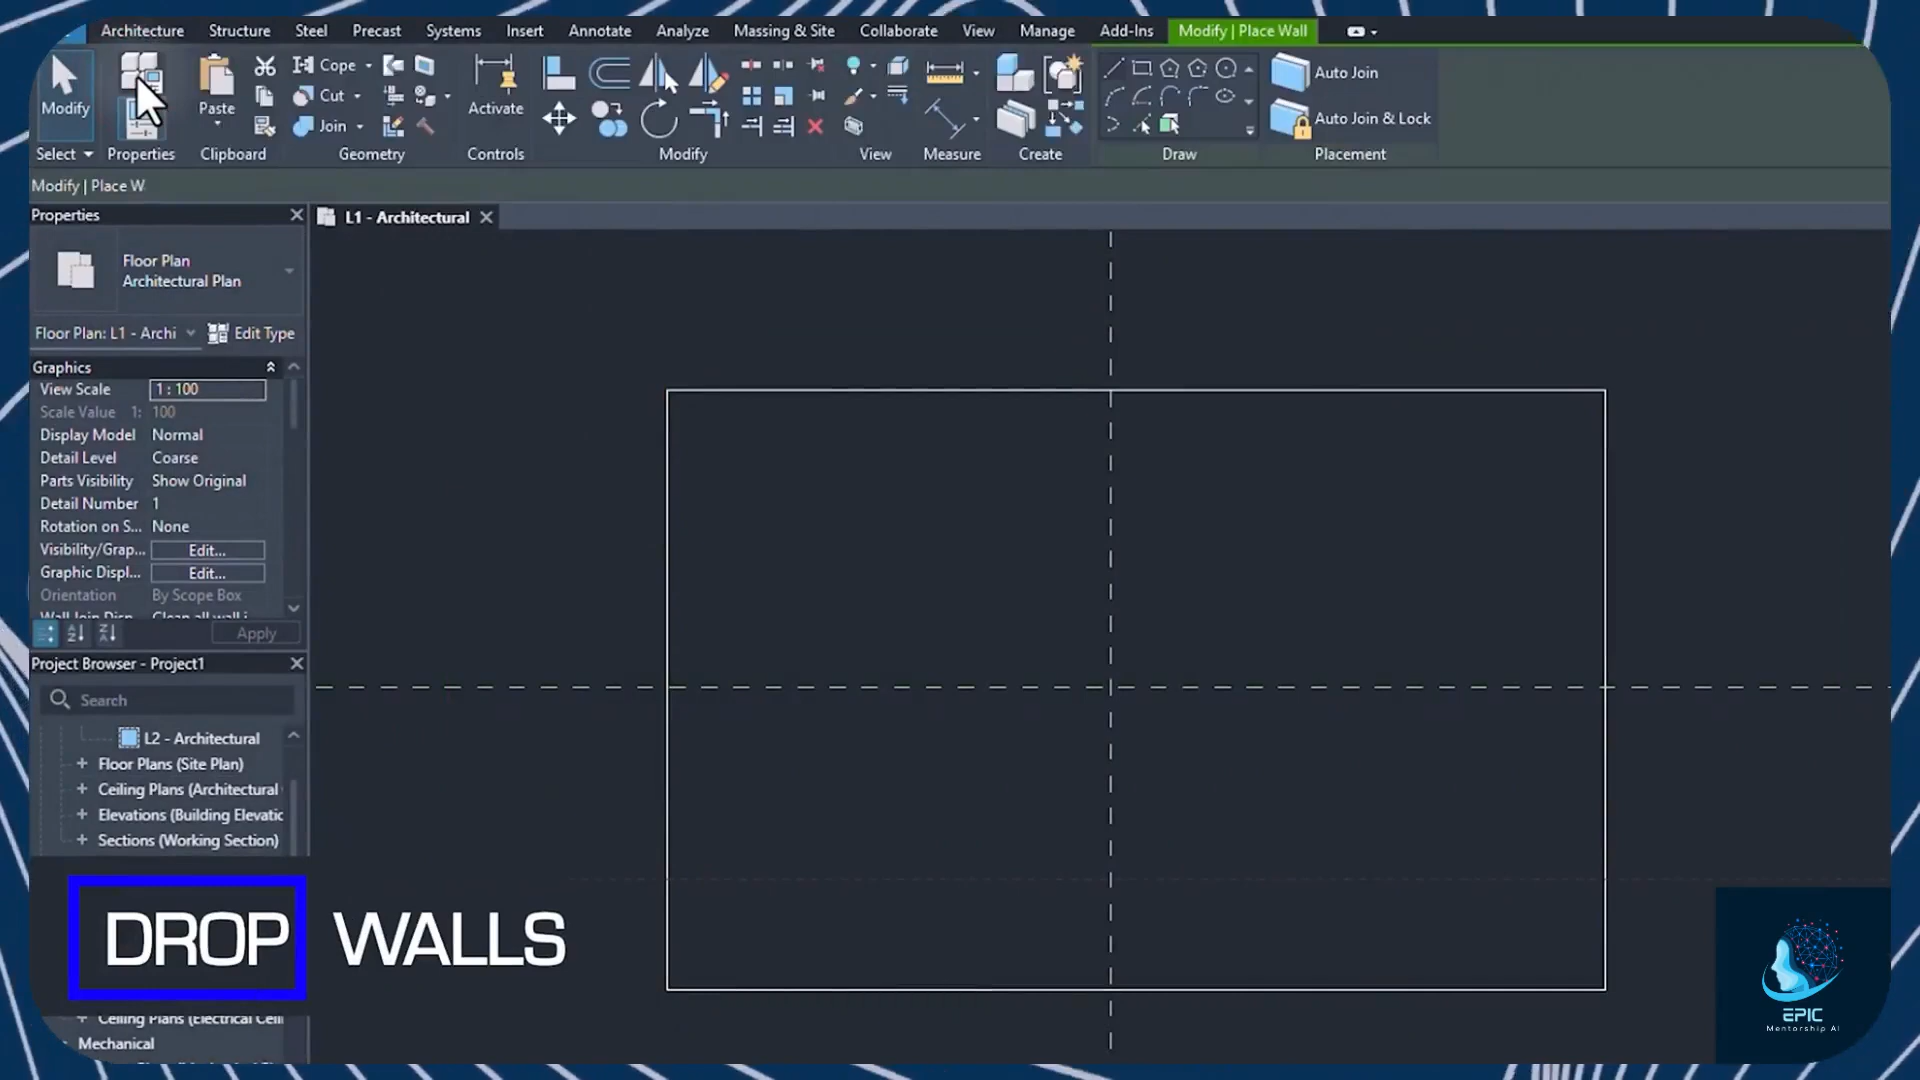 Architecture Structure Steel Precast Systems Insert Annotate Analyze Massing & Site Collaborate View Manage Add-Ins Modify | Place Wall
Modify Paste Cope Cut Join Activate Auto Join
Auto Join & Lock
Select Properties Clipboard Geometry Controls Modify View Measure Create Draw Placement
Modify | Place W
Properties
L1 - Architectural
Floor Plan
Architectural Plan
Floor Plan: L1 - Archi Edit Type
Graphics
View Scale 1 : 100
Scale Value 1: 100
Display Model Normal
Detail Level Coarse
Parts Visibility Show Original
Detail Number 1
Rotation on S... None
Visibility/Grap... Edit...
Graphic Displ... Edit...
Orientation By Scope Box
Apply
Project Browser - Project1
Search
L2 - Architectural
Floor Plans (Site Plan)
Ceiling Plans (Architectural
Elevations (Building Elevatic
Sections (Working Section)
DROP WALLS
Ceiling Plans (Electrical Ceili
Mechanical
EPIC
Mentorship AI